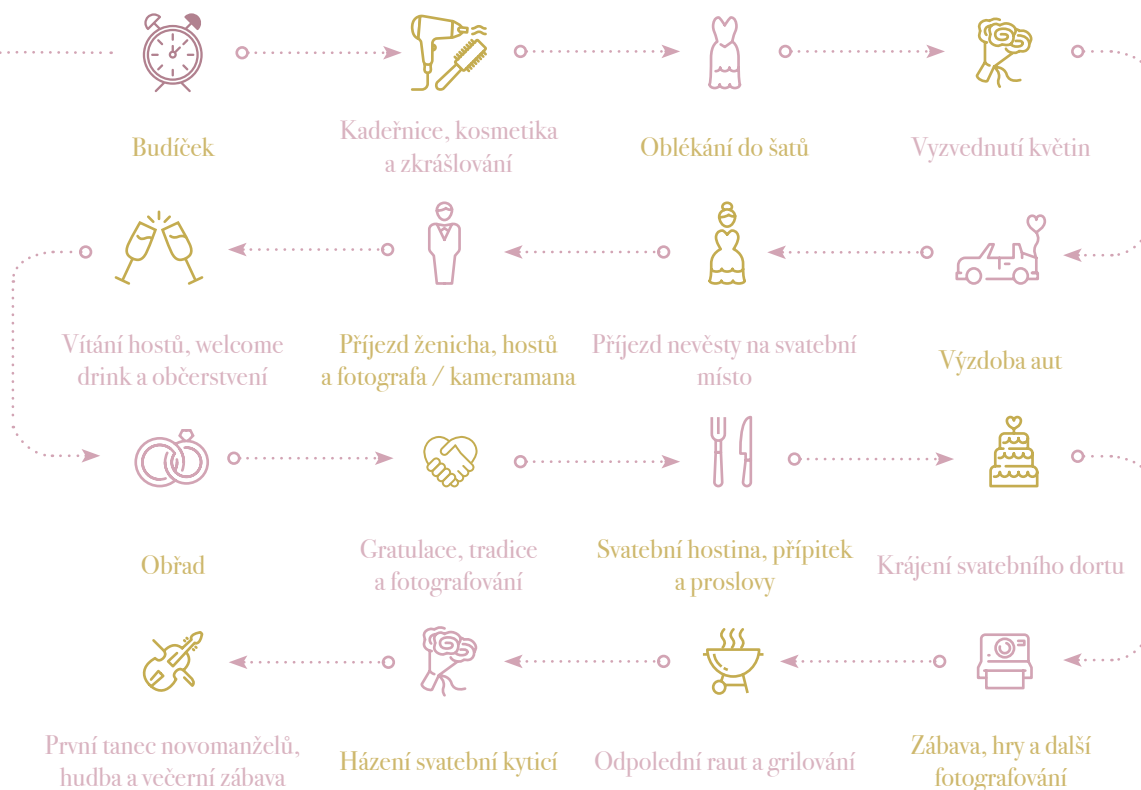 Budíček
Kadeřnice, kosmetika
a zkrášlování
Oblékání do šatů
Vyzvednutí květin
Výzdoba aut
Příjezd nevěsty na svatební
místo
Příjezd ženicha, hostů
a fotografa / kameramana
Vítání hostů, welcome
drink a občerstvení
Obřad
Gratulace, tradice
a fotografování
Svatební hostina, přípitek
a proslovy
Krájení svatebního dortu
Zábava, hry a další
fotografování
Odpolední raut a grilování
Házení svatební kyticí
První tanec novomanželů,
hudba a večerní zábava